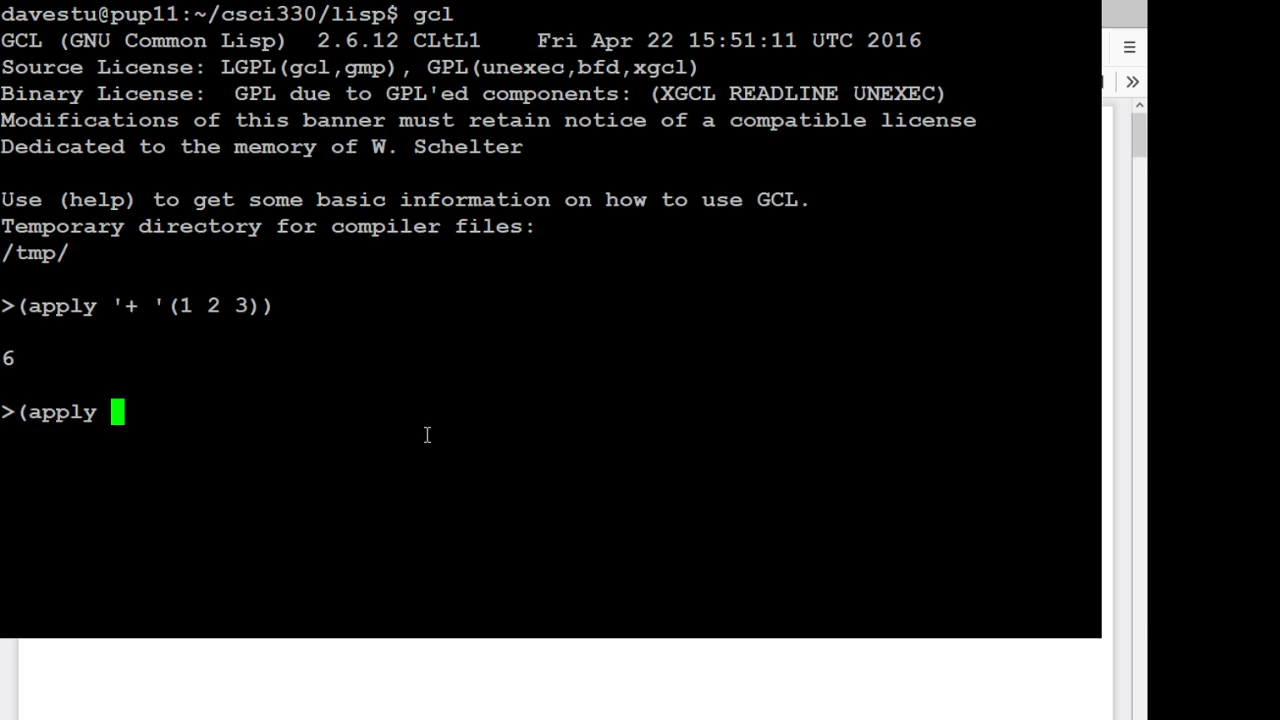 davestu@pup11:~/csci330/lisp$ gcl
GCL (GNU Common Lisp)  2.6.12 CLtL1    Fri Apr 22 15:51:11 UTC 2016
Source License: LGPL(gcl,gmp), GPL(unexec,bfd,xgcl)
Binary License:  GPL due to GPL'ed components: (XGCL READLINE UNEXEC)
Modifications of this banner must retain notice of a compatible license
Dedicated to the memory of W. Schelter
Use (help) to get some basic information on how to use GCL.
Temporary directory for compiler files:
/tmp/
>(apply '+ '(1 2 3))
6
>(apply